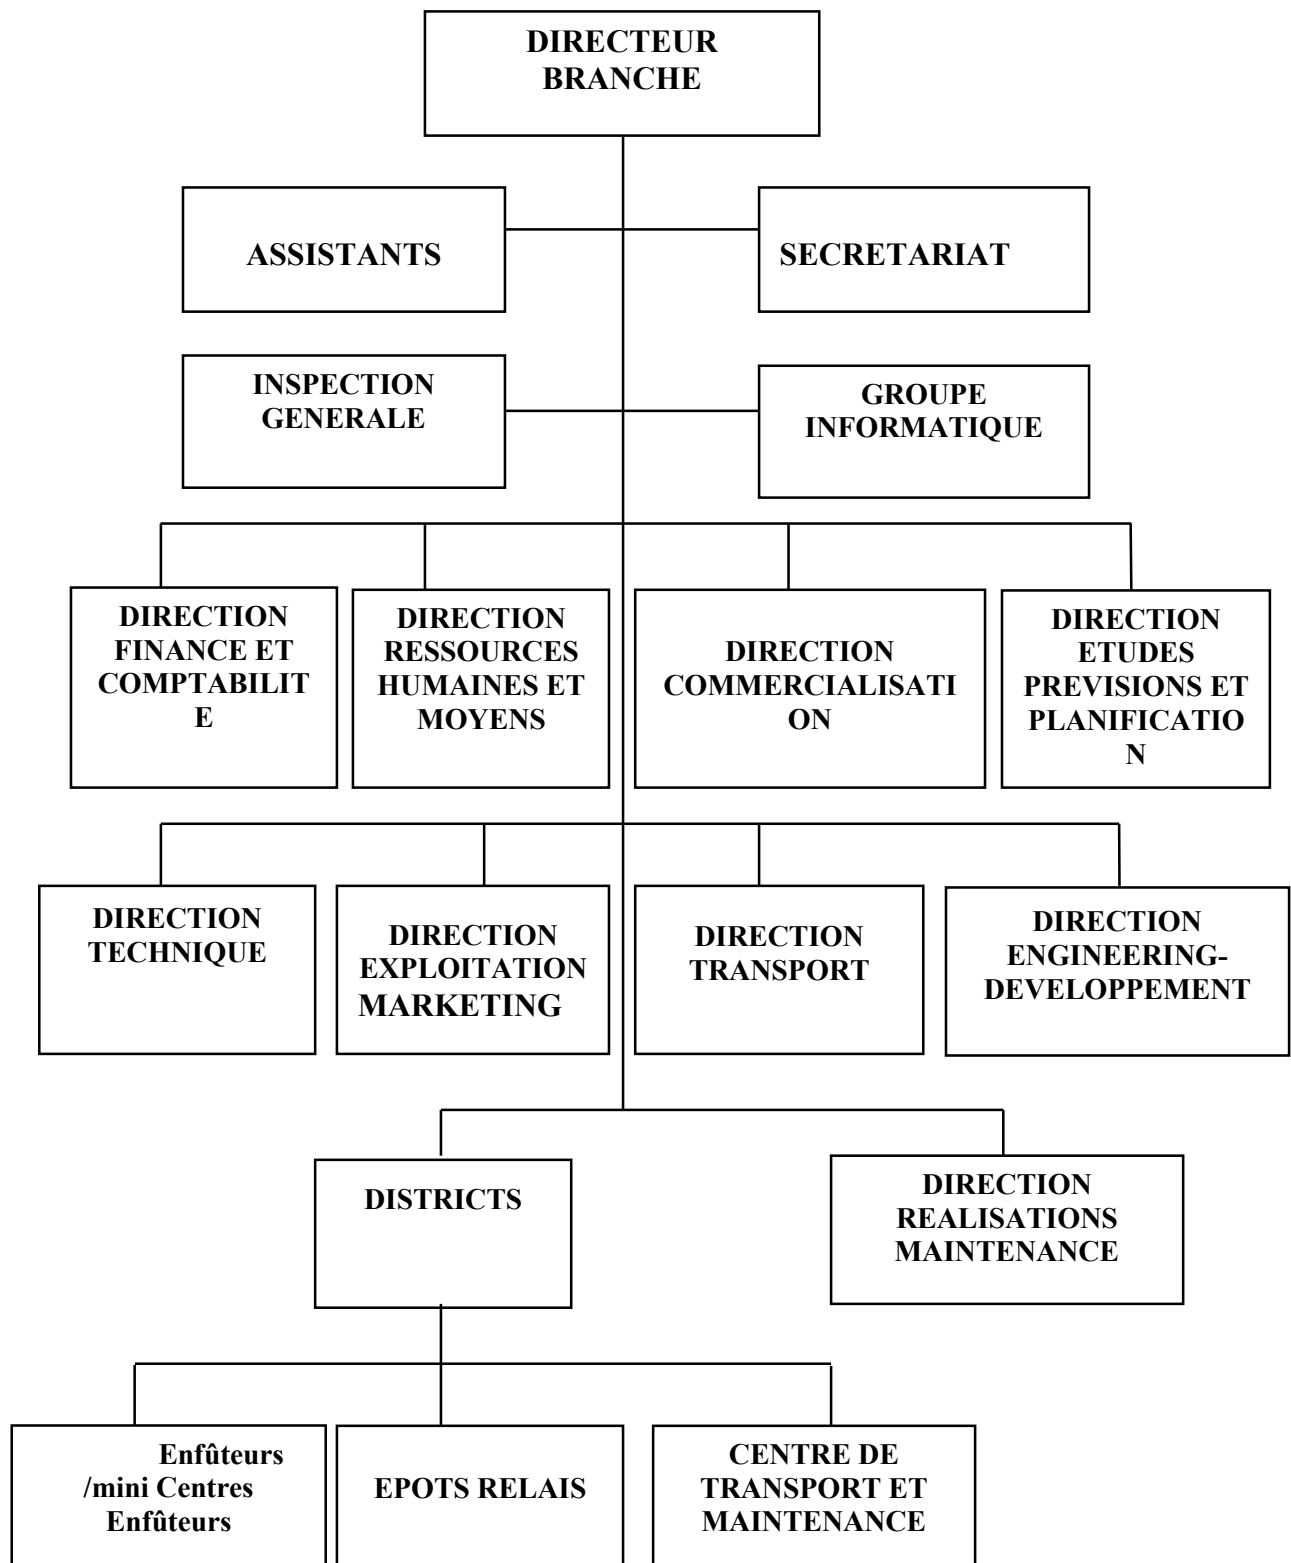 DIRECTEUR
BRANCHE
ASSISTANTS
SECRETARIAT
INSPECTION
GENERALE
GROUPE
INFORMATIQUE
DIRECTION
FINANCE ET
COMPTABILIT
E
DIRECTION
RESSOURCES
HUMAINES ET
MOYENS
DIRECTION
COMMERCIALISATI
ON
DIRECTION
ETUDES
PREVISIONS ET
PLANIFICATIO
N
DIRECTION
TECHNIQUE
DIRECTION
EXPLOITATION
MARKETING
DIRECTION
TRANSPORT
DIRECTION
ENGINEERING-
DEVELOPPEMENT
DISTRICTS
DIRECTION
REALISATIONS
MAINTENANCE
Enfûteurs
/mini Centres
Enfûteurs
EPOTS RELAIS
CENTRE DE
TRANSPORT ET
MAINTENANCE